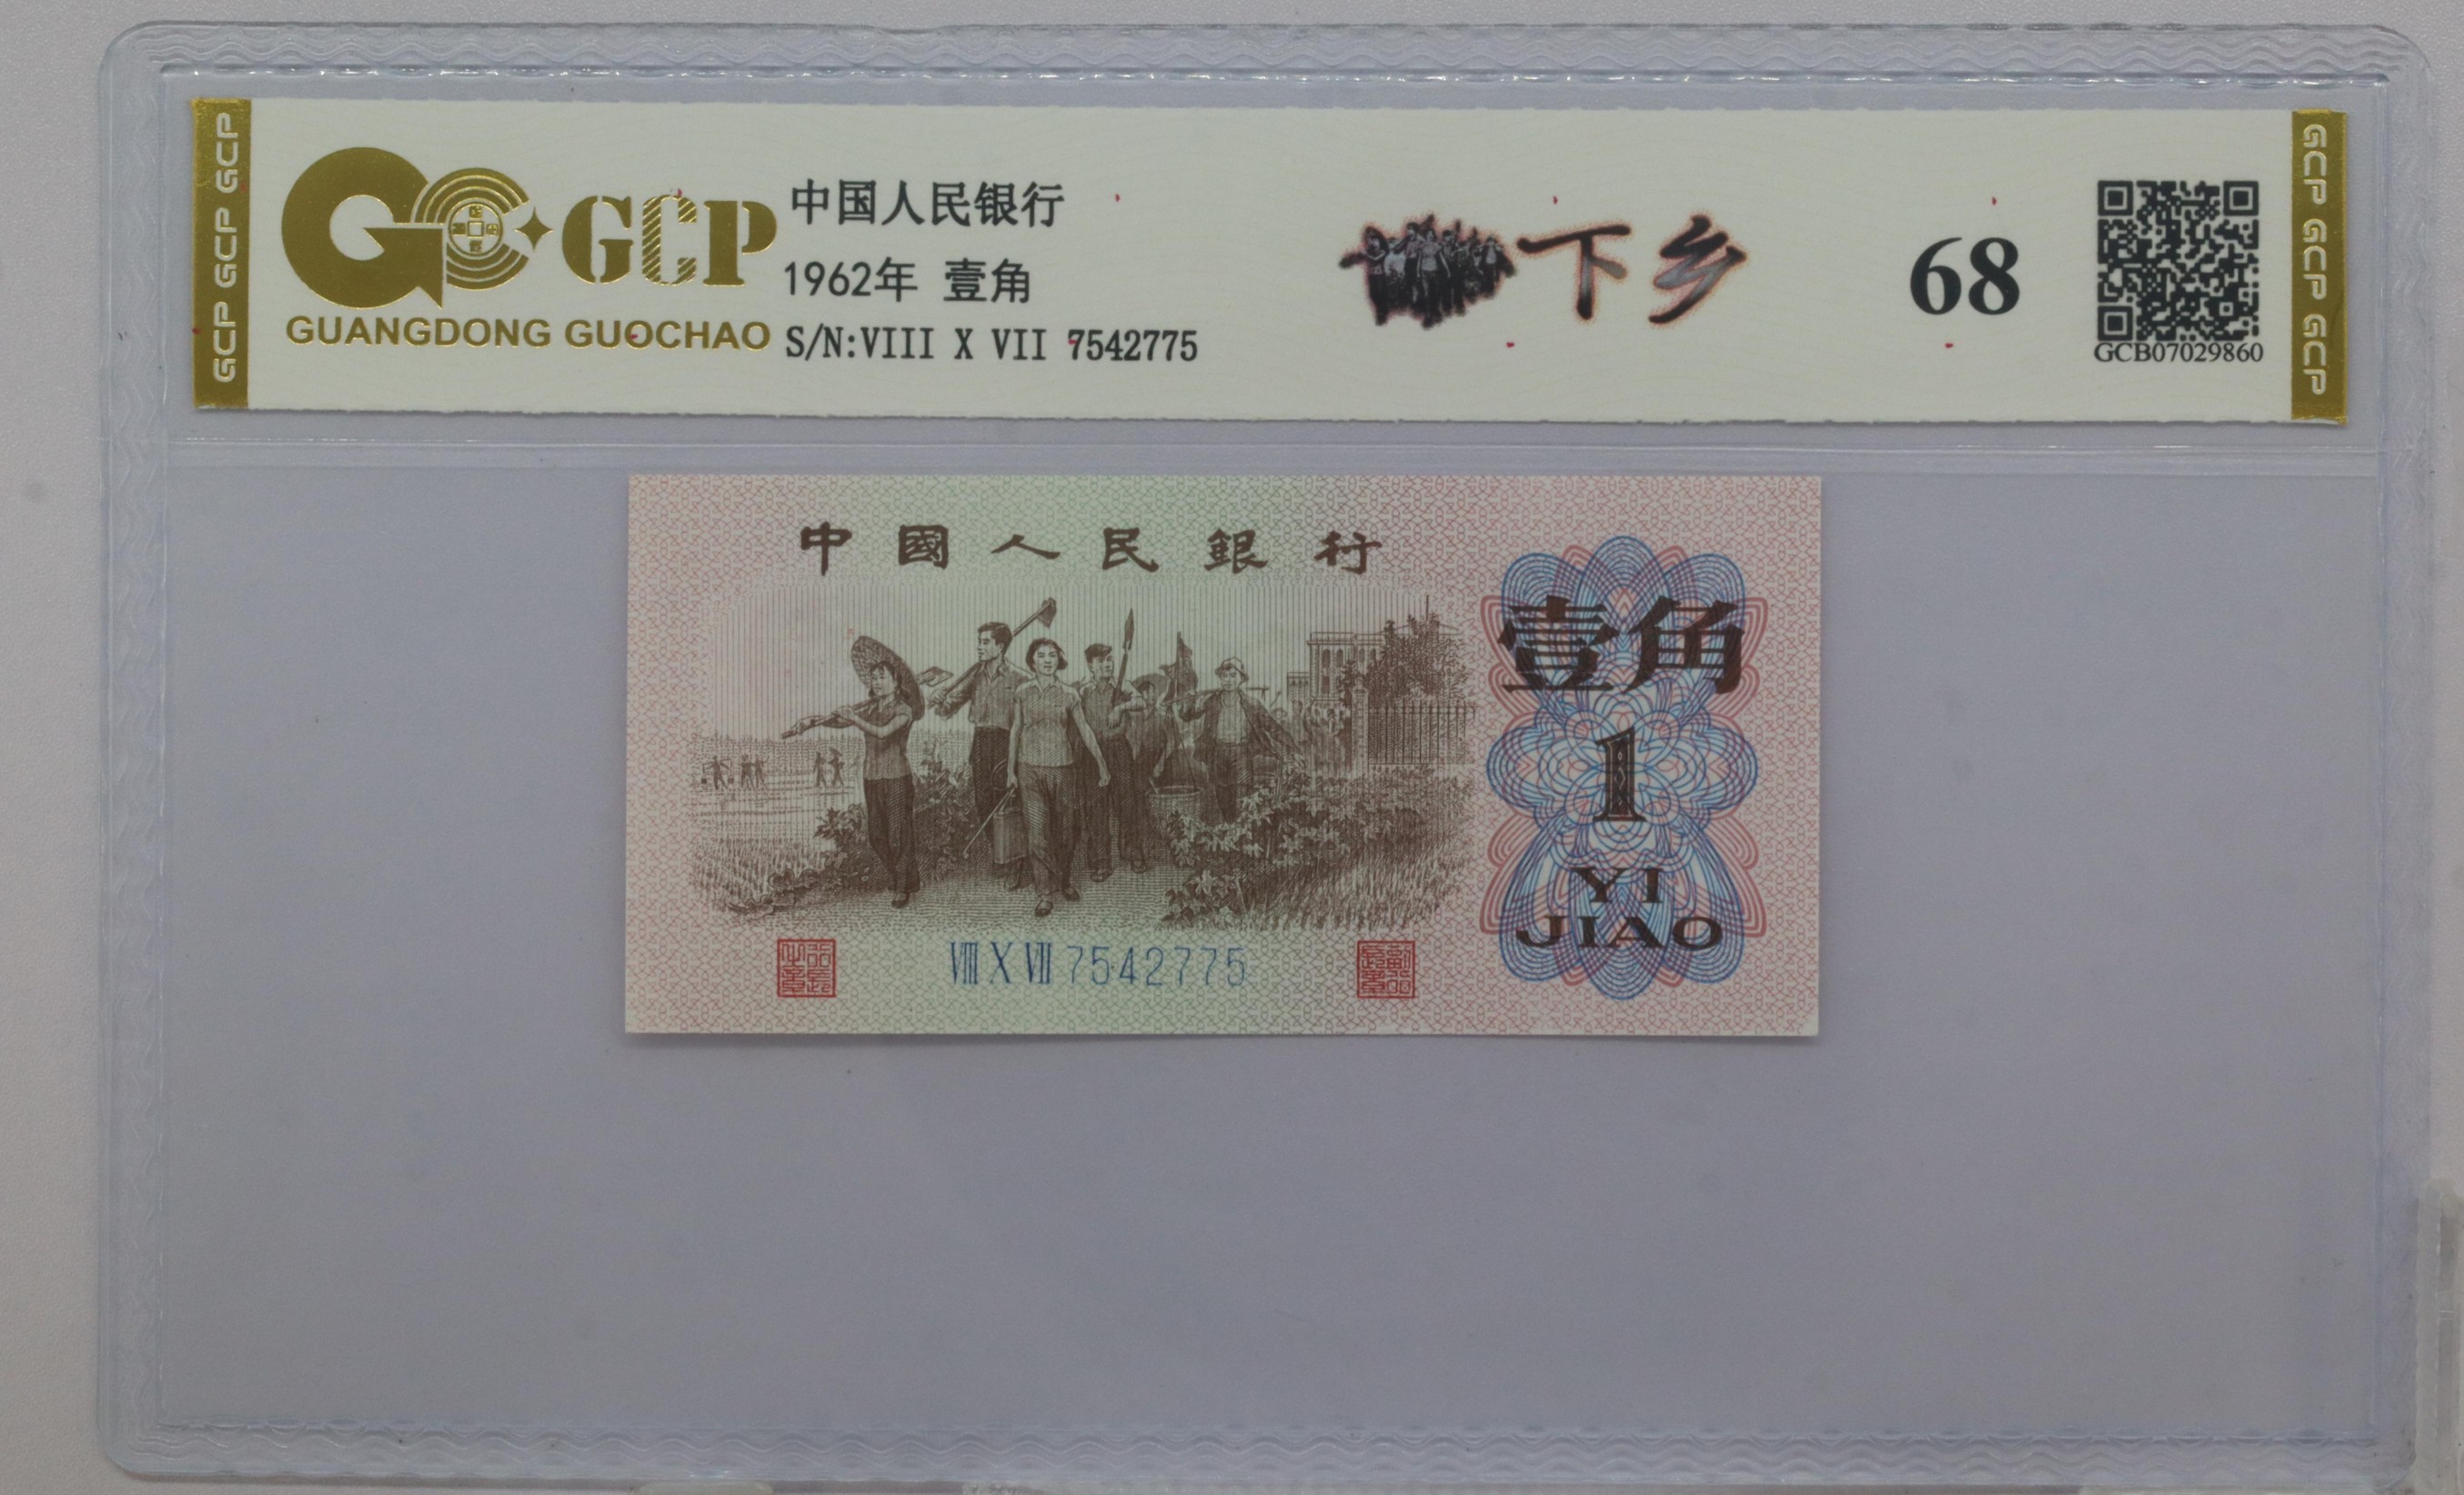 GCP GCP GCP
GCP
GUANGDONG GUOCHAO
中国人民银行
1962年 壹角
S/N:VIII X VII 7542775
下乡
68
GCB07029860
GCP GCP GCP
中國人民銀行
壹角
1
YI
JIAO
VIII X VII 7542775